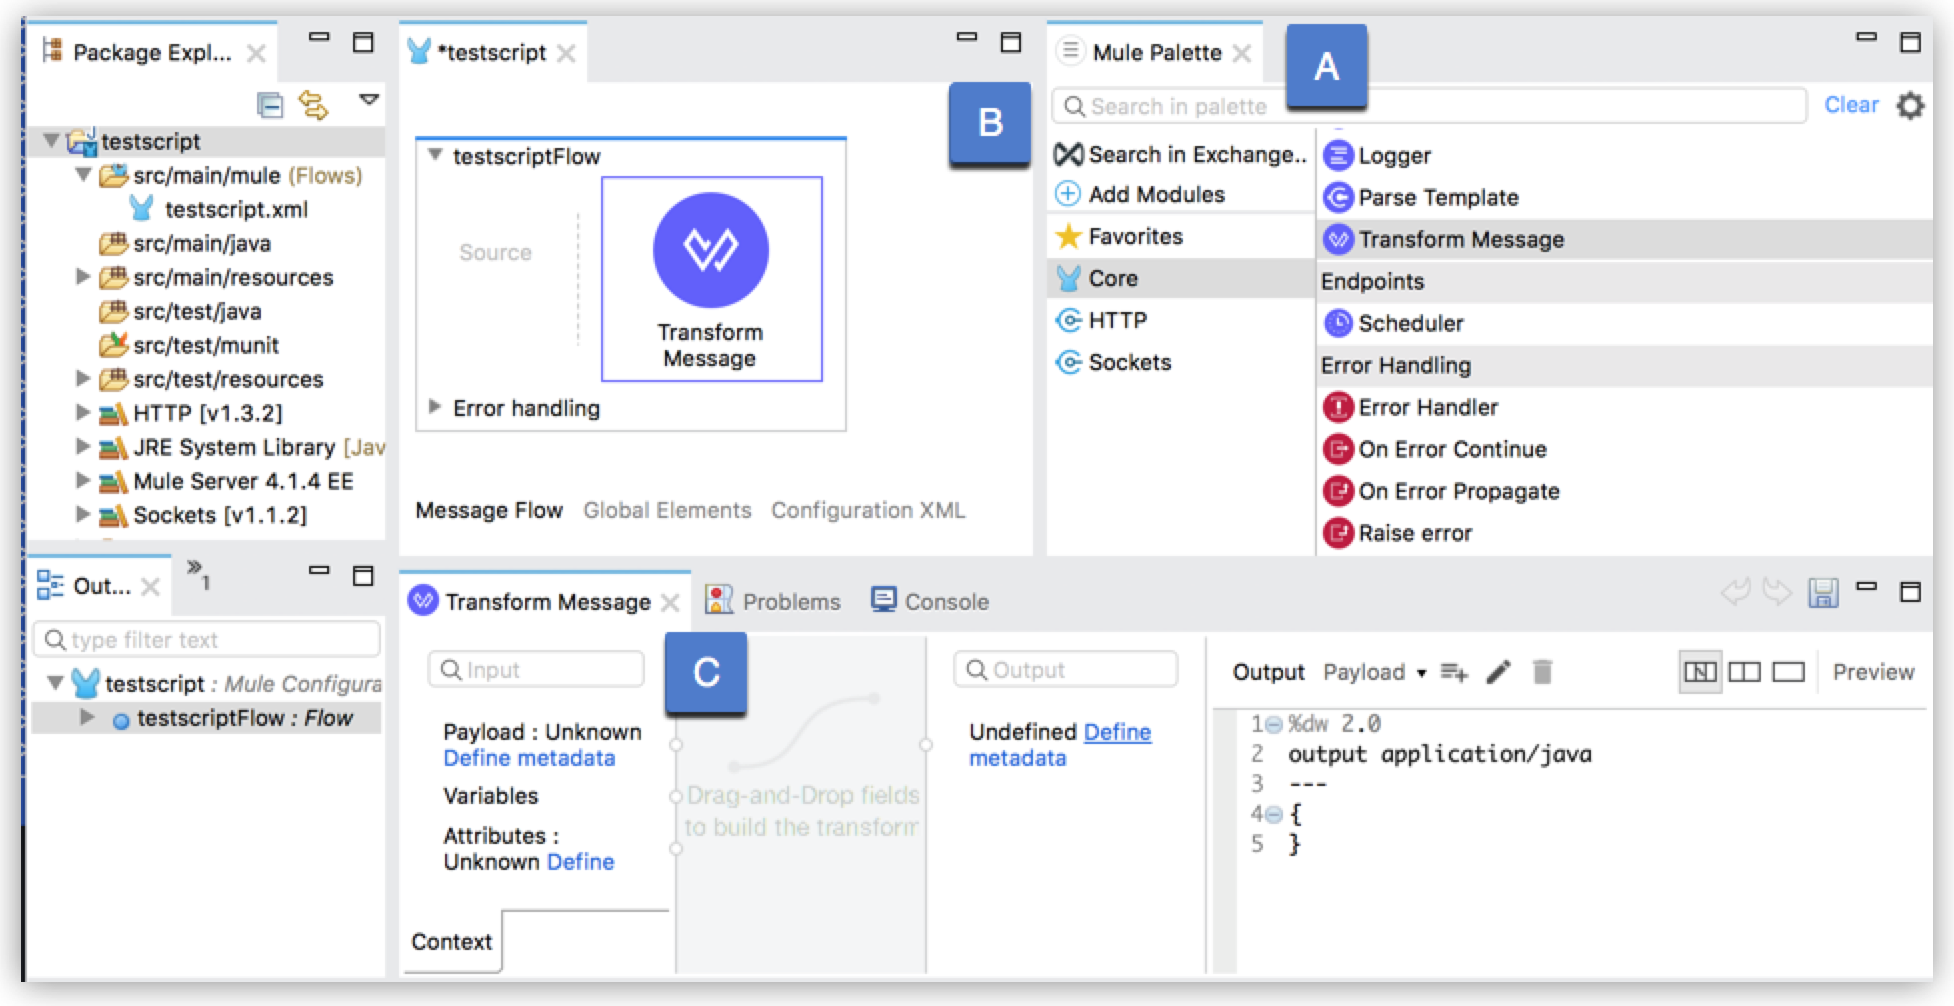 Package Expl...
testscript
src/main/mule (Flows)
testscript.xml
src/main/java
src/main/resources
src/test/java
src/test/munit
src/test/resources
HTTP [v1.3.2]
JRE System Library [Jav
Mule Server 4.1.4 EE
Sockets [v1.1.2]
Out...
»1
type filter text
testscript : Mule Configura
testscriptFlow : Flow
*testscript
B
testscriptFlow
Source
Transform
Message
Error handling
Message Flow Global Elements Configuration XML
Mule Palette
A
Search in palette
Clear
Search in Exchange..
Add Modules
Favorites
Core
HTTP
Sockets
Logger
Parse Template
Transform Message
Endpoints
Scheduler
Error Handling
Error Handler
On Error Continue
On Error Propagate
Raise error
Transform Message Problems Console
Input
C
Payload : Unknown
Define metadata
Variables
Attributes :
Unknown Define
Context
Drag-and-Drop fields
to build the transform
Output
Undefined Define
metadata
Output Payload Preview
1 %dw 2.0
2 output application/java
3 ---
4 {
5 }